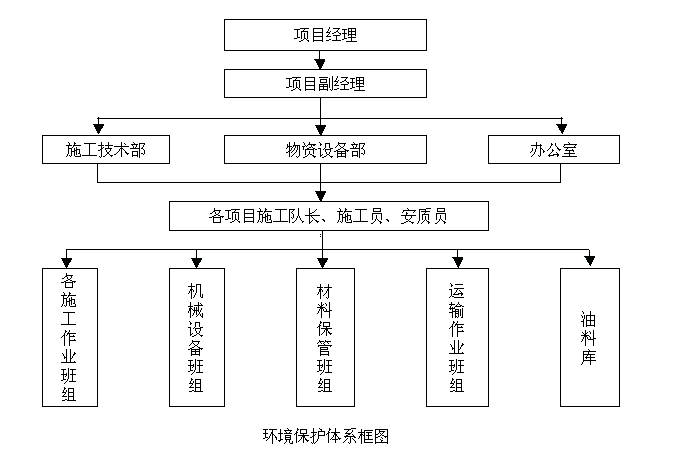 项目经理
项目副经理
施工技术部
物资设备部
办公室
各项目施工队长、施工员、安质员
各施工作业班组
机械设备班组
材料保管班组
运输作业班组
油料库
环境保护体系框图